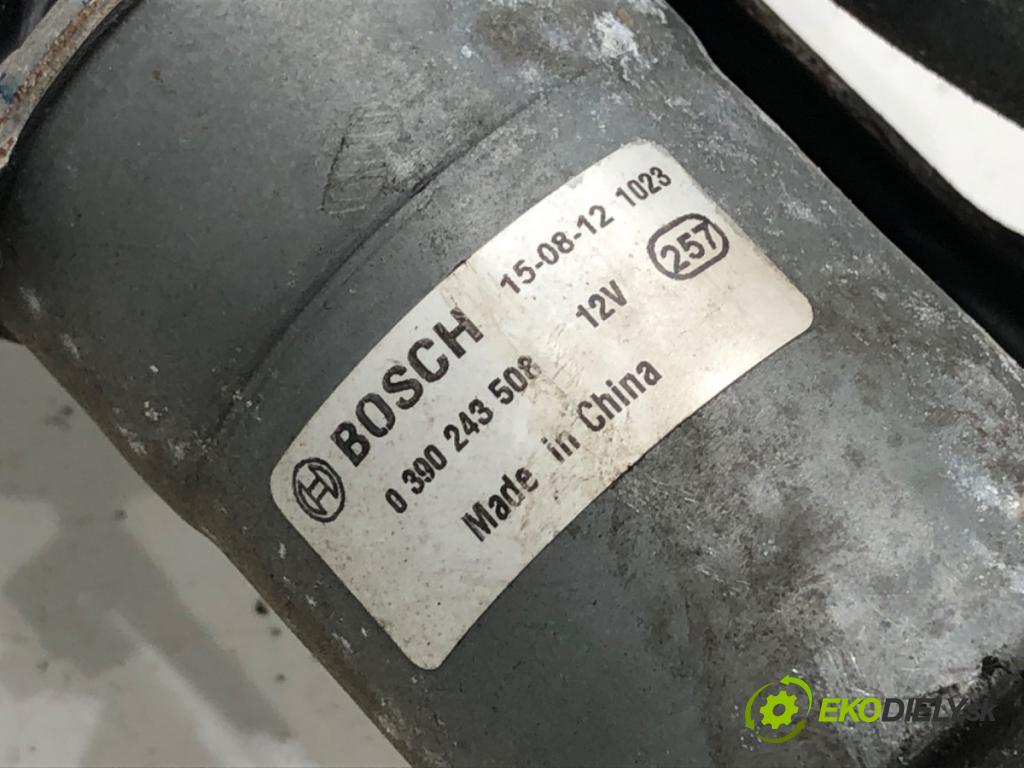 BOSCH 15-08-12 1023
0 390 243 508 12V 257
Made in China
EKODIELY.SK